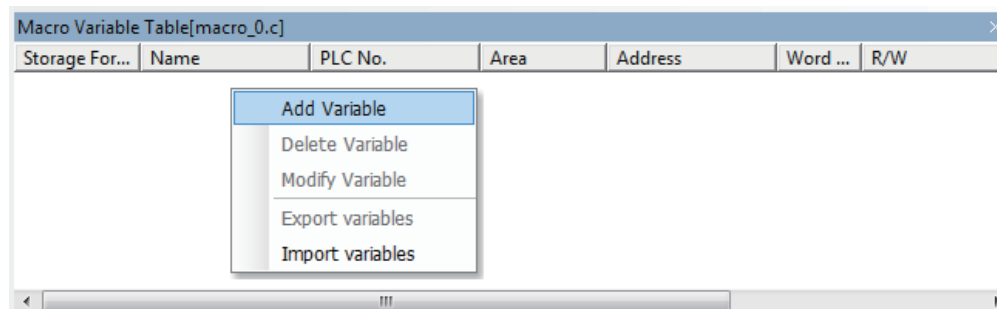 Macro Variable Table[macro_0.c]
Storage For... Name PLC No. Area Address Word ... R/W
Add Variable
Delete Variable
Modify Variable
Export variables
Import variables